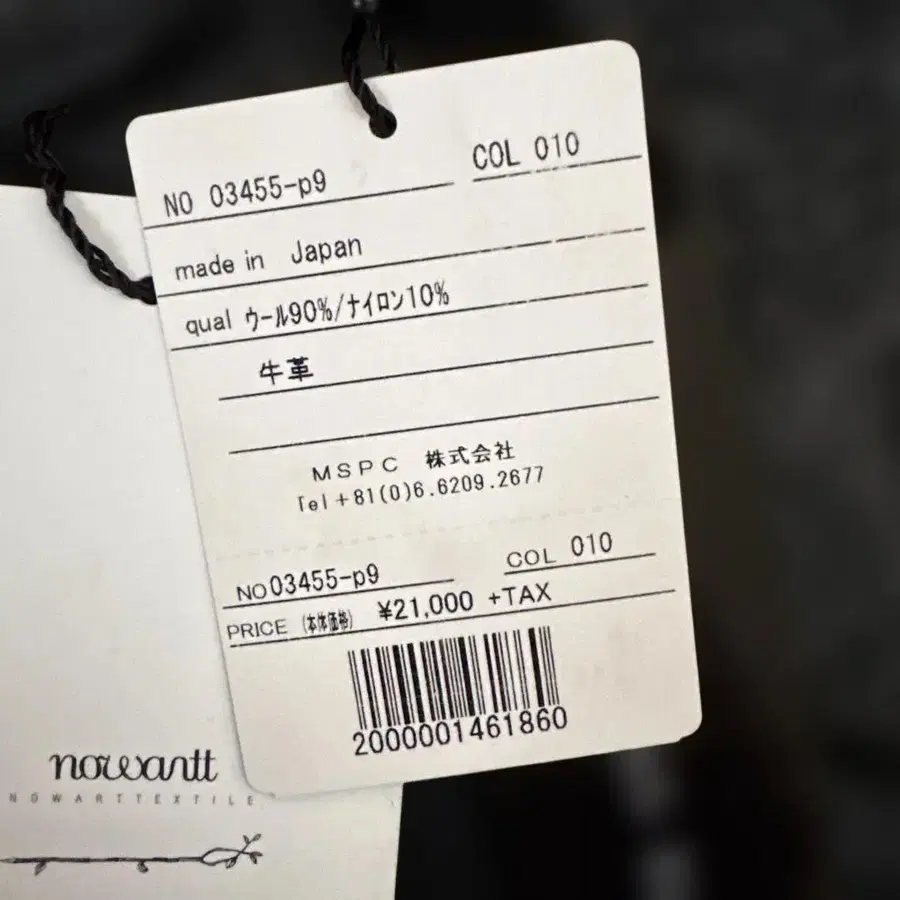 NO 03455-p9 COL 010
made in Japan
qual ウール90%/ナイロン10%
牛革
MSPC 株式会社
Tel +81(0)6.6209.2677
NO 03455-p9 COL 010
PRICE (本体価格) ¥21,000 +TAX
2000001461860
nowartt
NOWARTTEXTILE